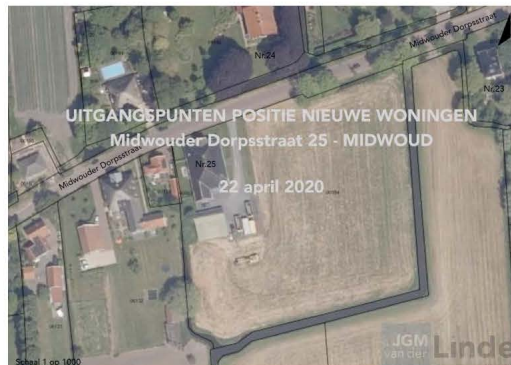 Midwouder Dorpsstraat
Nr.24
Nr.23
UITGANGSPUNTEN POSITIE NIEUWE WONINGEN
Midwouder Dorpsstraat 25 - MIDWOUD
Nr.25
Midwouder Dorpsstraat
22 april 2020
JGM
van der Linde
Schaal 1 op 1000